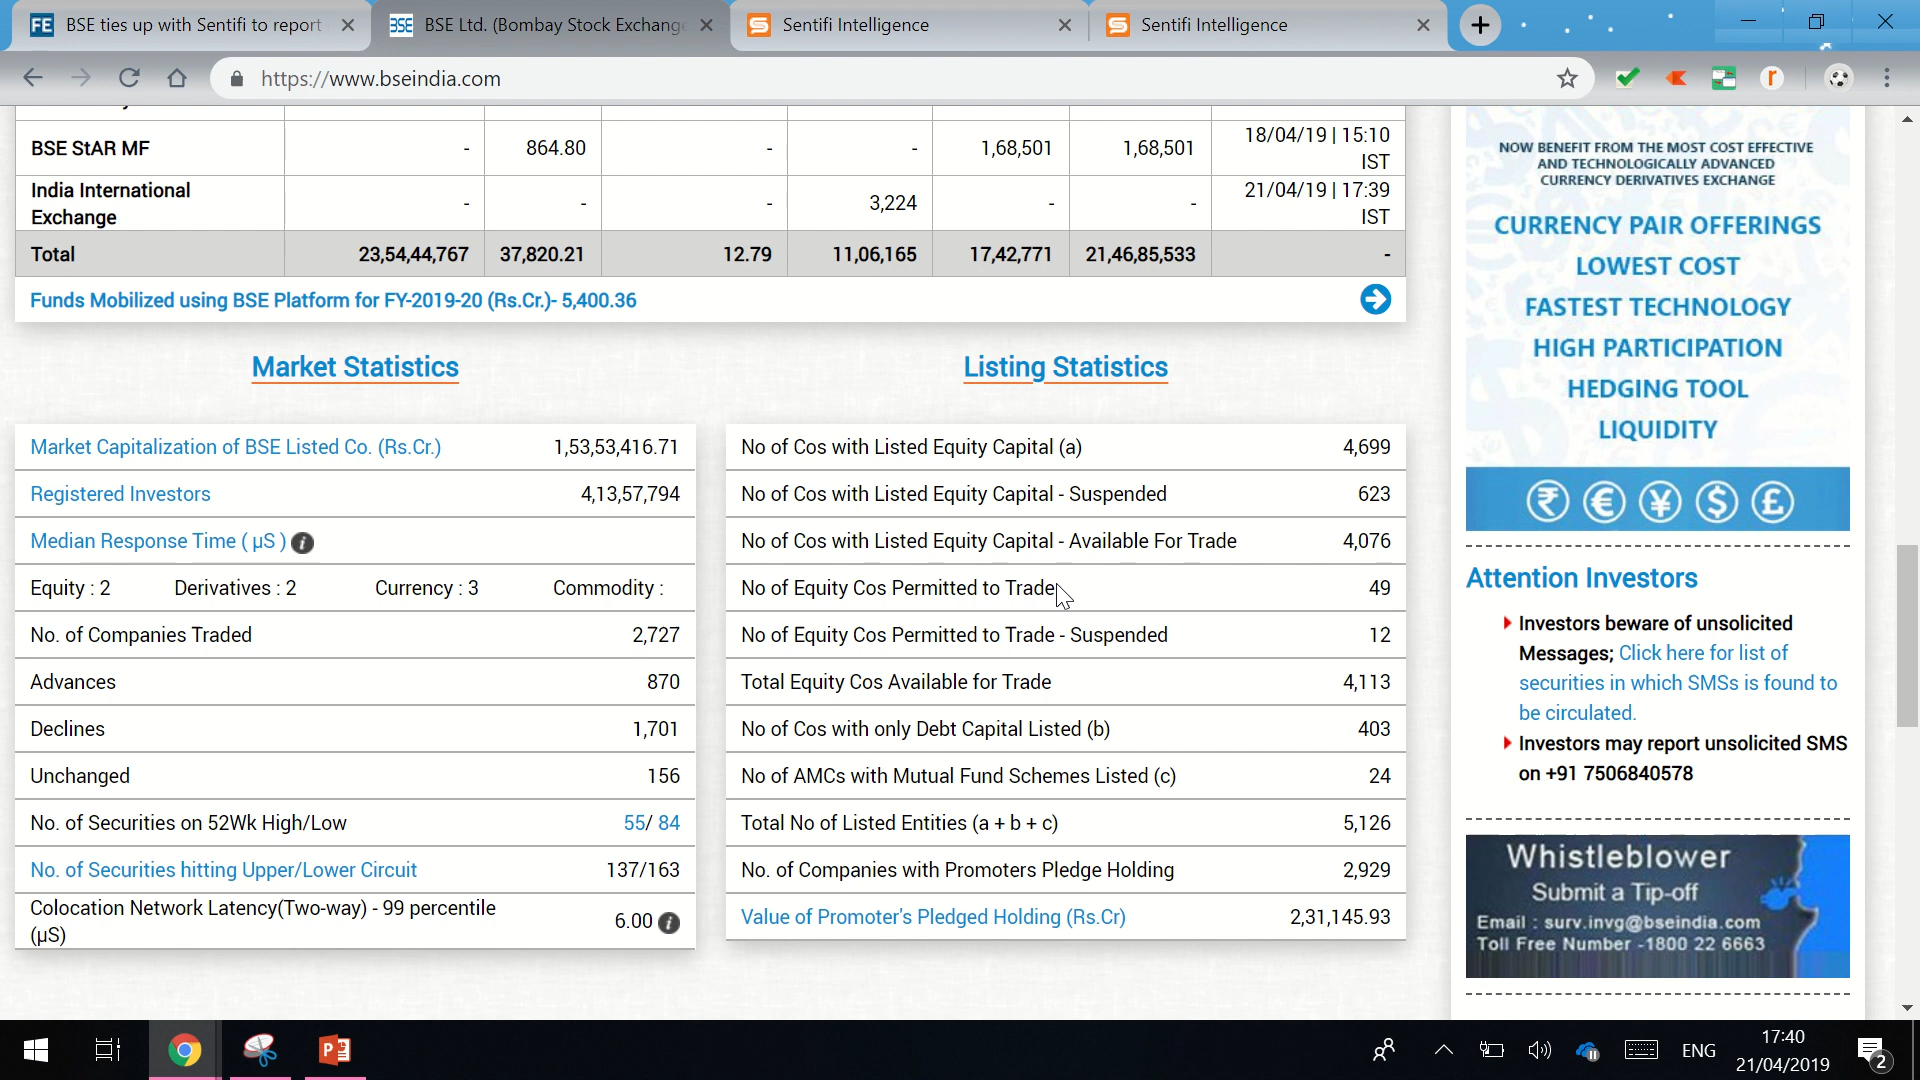 BSE ties up with Sentifi to report
BSE Ltd. (Bombay Stock Exchange
Sentifi Intelligence
Sentifi Intelligence
https://www.bseindia.com
BSE StAR MF - 864.80 - - 1,68,501 1,68,501 18/04/19 | 15:10
IST
India International
Exchange - - - 3,224 - - 21/04/19 | 17:39
IST
Total 23,54,44,767 37,820.21 12.79 11,06,165 17,42,771 21,46,85,533 -
Funds Mobilized using BSE Platform for FY-2019-20 (Rs.Cr.)- 5,400.36
Market Statistics
Market Capitalization of BSE Listed Co. (Rs.Cr.) 1,53,53,416.71
Registered Investors 4,13,57,794
Median Response Time ( µS ) i
Equity : 2 Derivatives : 2 Currency : 3 Commodity :
No. of Companies Traded 2,727
Advances 870
Declines 1,701
Unchanged 156
No. of Securities on 52Wk High/Low 55/ 84
No. of Securities hitting Upper/Lower Circuit 137/163
Colocation Network Latency(Two-way) - 99 percentile
(µS) 6.00 i
Listing Statistics
No of Cos with Listed Equity Capital (a) 4,699
No of Cos with Listed Equity Capital - Suspended 623
No of Cos with Listed Equity Capital - Available For Trade 4,076
No of Equity Cos Permitted to Trade 49
No of Equity Cos Permitted to Trade - Suspended 12
Total Equity Cos Available for Trade 4,113
No of Cos with only Debt Capital Listed (b) 403
No of AMCs with Mutual Fund Schemes Listed (c) 24
Total No of Listed Entities (a + b + c) 5,126
No. of Companies with Promoters Pledge Holding 2,929
Value of Promoter's Pledged Holding (Rs.Cr) 2,31,145.93
NOW BENEFIT FROM THE MOST COST EFFECTIVE
AND TECHNOLOGICALLY ADVANCED
CURRENCY DERIVATIVES EXCHANGE
CURRENCY PAIR OFFERINGS
LOWEST COST
FASTEST TECHNOLOGY
HIGH PARTICIPATION
HEDGING TOOL
LIQUIDITY
₹ € ¥ $ £
Attention Investors
Investors beware of unsolicited
Messages; Click here for list of
securities in which SMSs is found to
be circulated.
Investors may report unsolicited SMS
on +91 7506840578
Whistleblower
Submit a Tip-off
Email : surv.invg@bseindia.com
Toll Free Number -1800 22 6663
ENG
17:40
21/04/2019
2